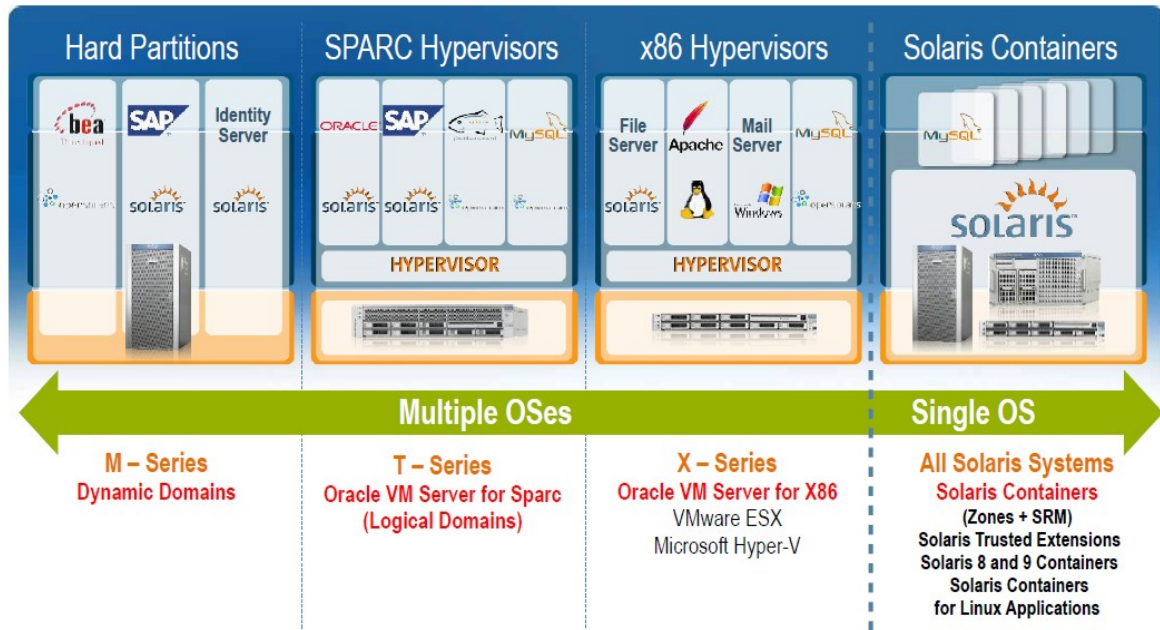 Hard Partitions
SPARC Hypervisors
x86 Hypervisors
Solaris Containers
bea
SAP
Identity
Server
solaris
solaris
ORACLE
SAP
MySQL
solaris
solaris
HYPERVISOR
File
Server
Apache
Mail
Server
MySQL
solaris
Windows
opensolaris
HYPERVISOR
MySQL
solaris
Multiple OSes
Single OS
M – Series
Dynamic Domains
T – Series
Oracle VM Server for Sparc
(Logical Domains)
X – Series
Oracle VM Server for X86
VMware ESX
Microsoft Hyper-V
All Solaris Systems
Solaris Containers
(Zones + SRM)
Solaris Trusted Extensions
Solaris 8 and 9 Containers
Solaris Containers
for Linux Applications